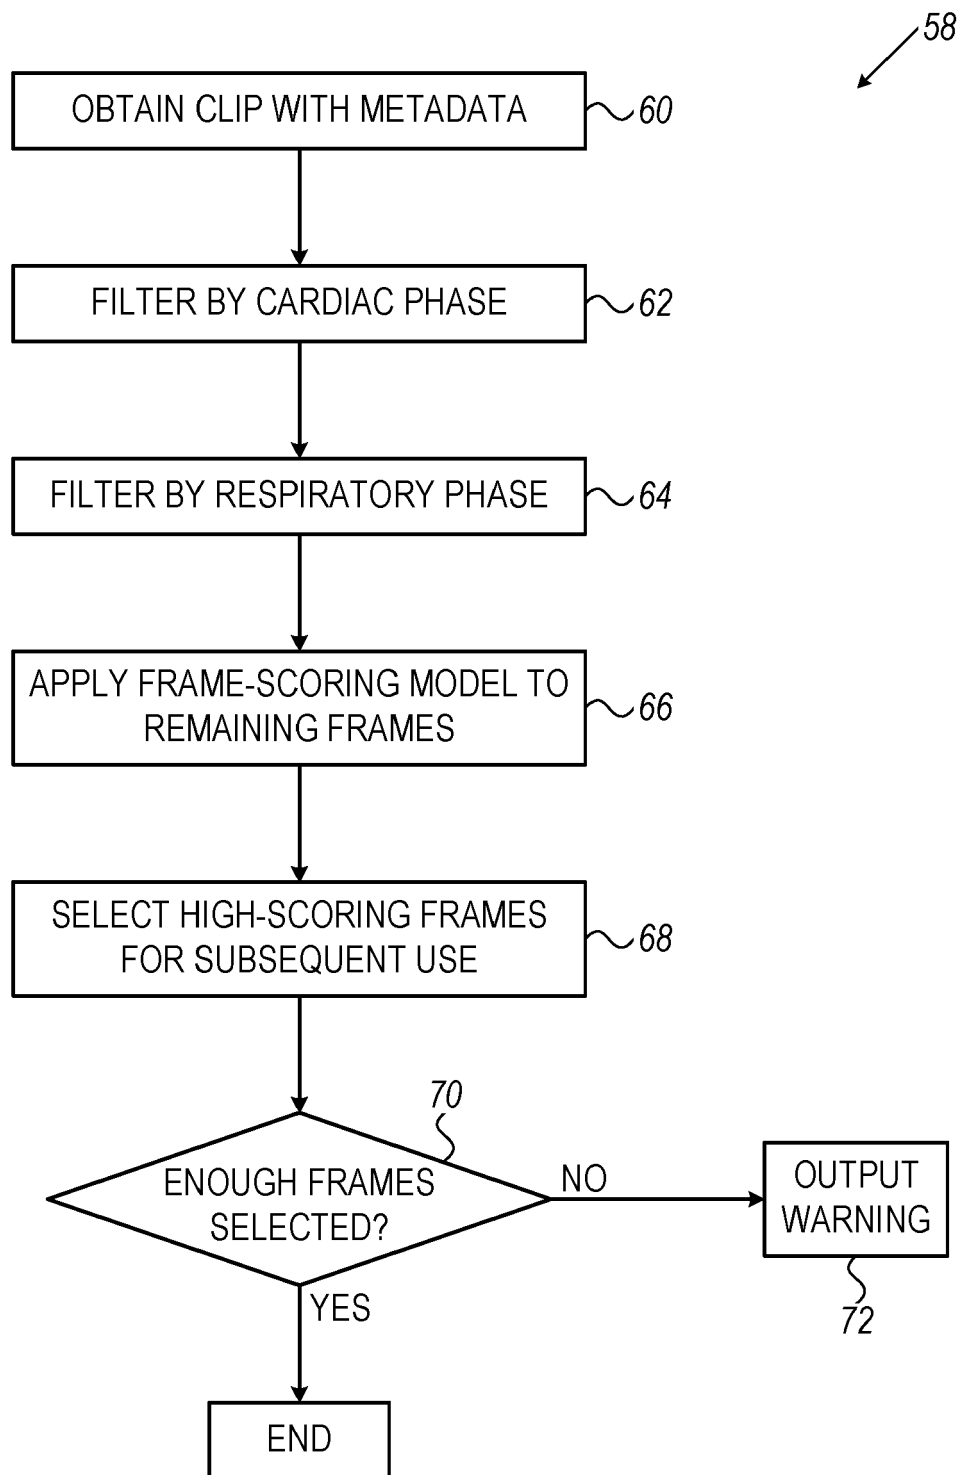 58
OBTAIN CLIP WITH METADATA
60
FILTER BY CARDIAC PHASE
62
FILTER BY RESPIRATORY PHASE
64
APPLY FRAME-SCORING MODEL TO
REMAINING FRAMES
66
SELECT HIGH-SCORING FRAMES
FOR SUBSEQUENT USE
68
70
ENOUGH FRAMES
SELECTED?
NO
OUTPUT
WARNING
72
YES
END